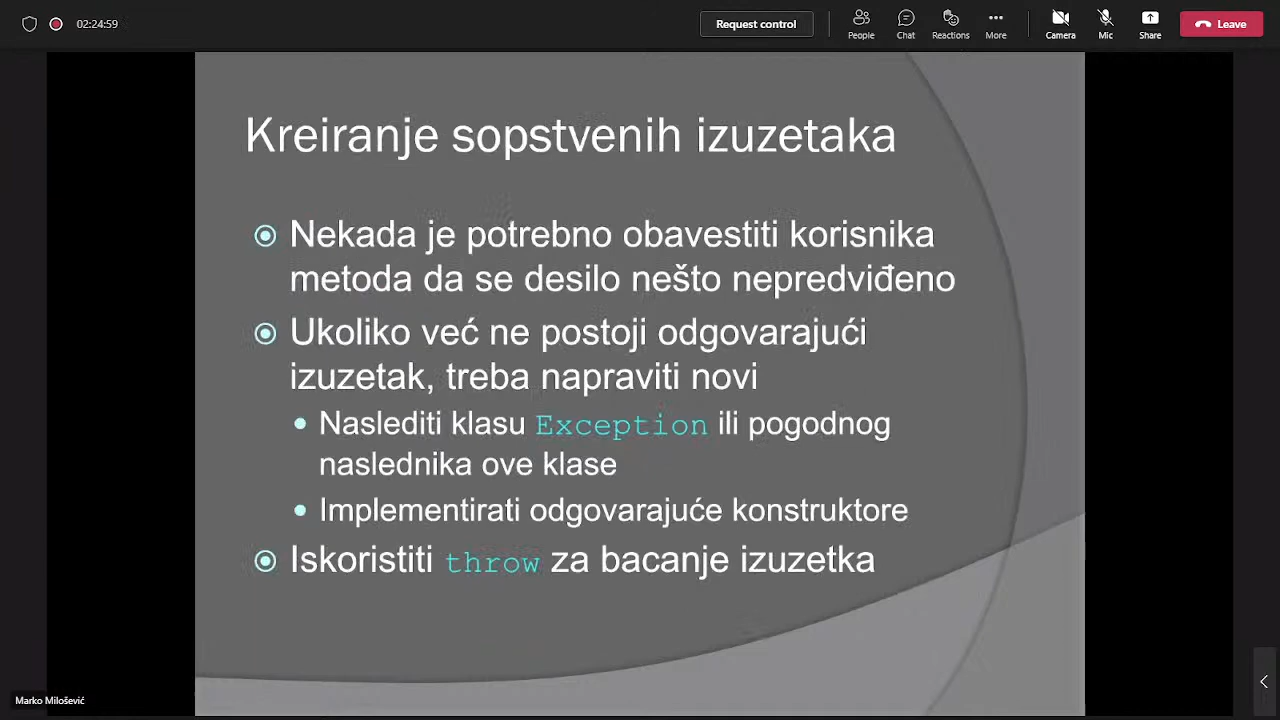 02:24:59
Request control
People
Chat
Reactions
More
Camera
Mic
Share
Leave
Kreiranje sopstvenih izuzetaka
Nekada je potrebno obavestiti korisnika
metoda da se desilo nešto nepredviđeno
Ukoliko već ne postoji odgovarajući
izuzetak, treba napraviti novi
Naslediti klasu Exception ili pogodnog
naslednika ove klase
Implementirati odgovarajuće konstruktore
Iskoristiti throw za bacanje izuzetka
Marko Milošević